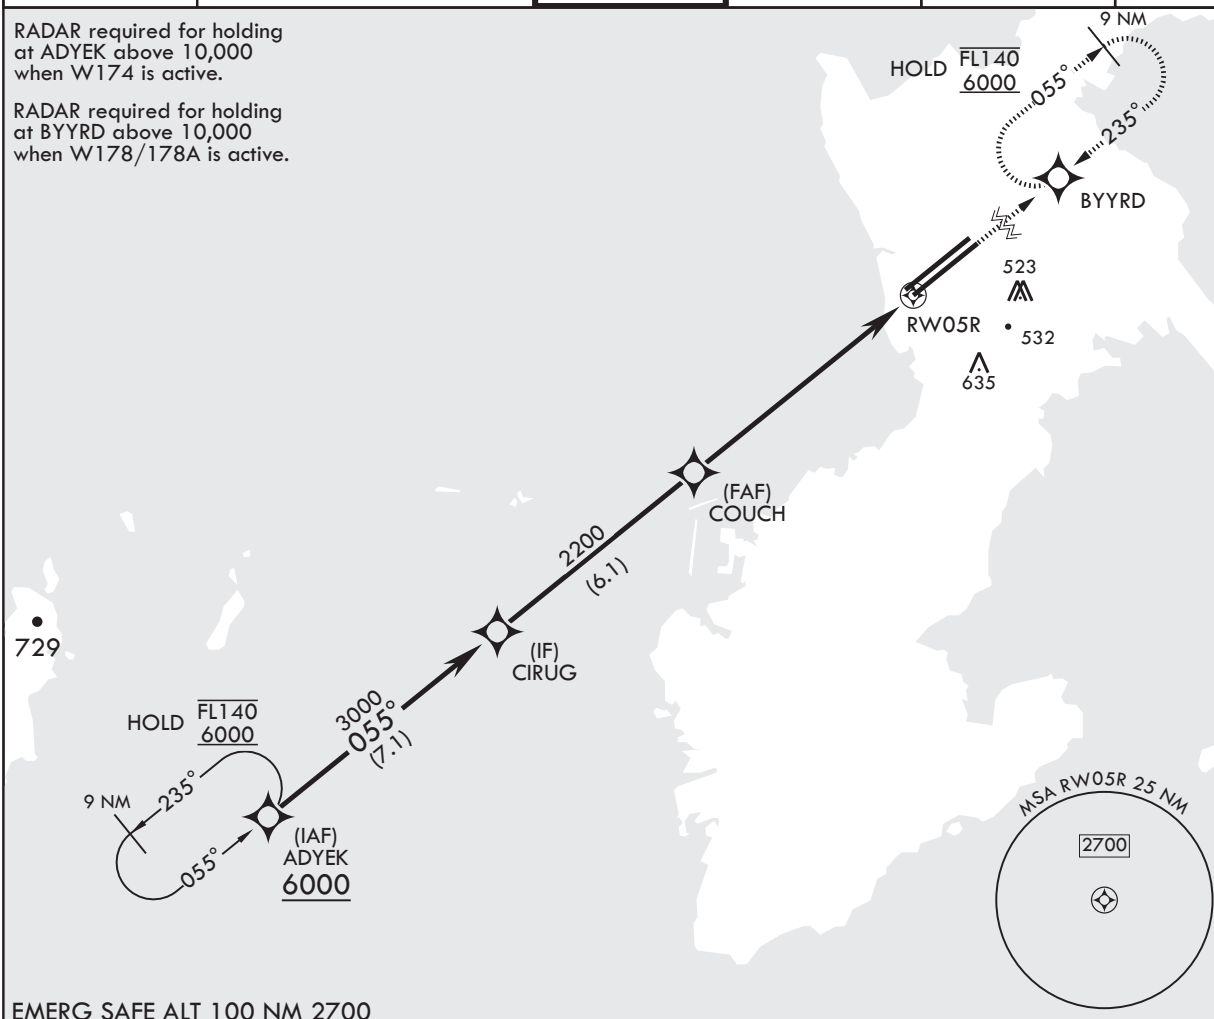 RADAR required for holding
at ADYEK above 10,000
when W174 is active.
RADAR required for holding
at BYYRD above 10,000
when W178/178A is active.
9 NM
HOLD FL140
6000
055°
235°
BYYRD
523
RW05R
532
635
(FAF)
COUCH
2200
(6.1)
729
(IF)
CIRUG
3000
055°
(7.1)
HOLD FL140
6000
9 NM
235°
055°
(IAF)
ADYEK
6000
MSA RW05R 25 NM
2700
EMERG SAFE ALT 100 NM 2700